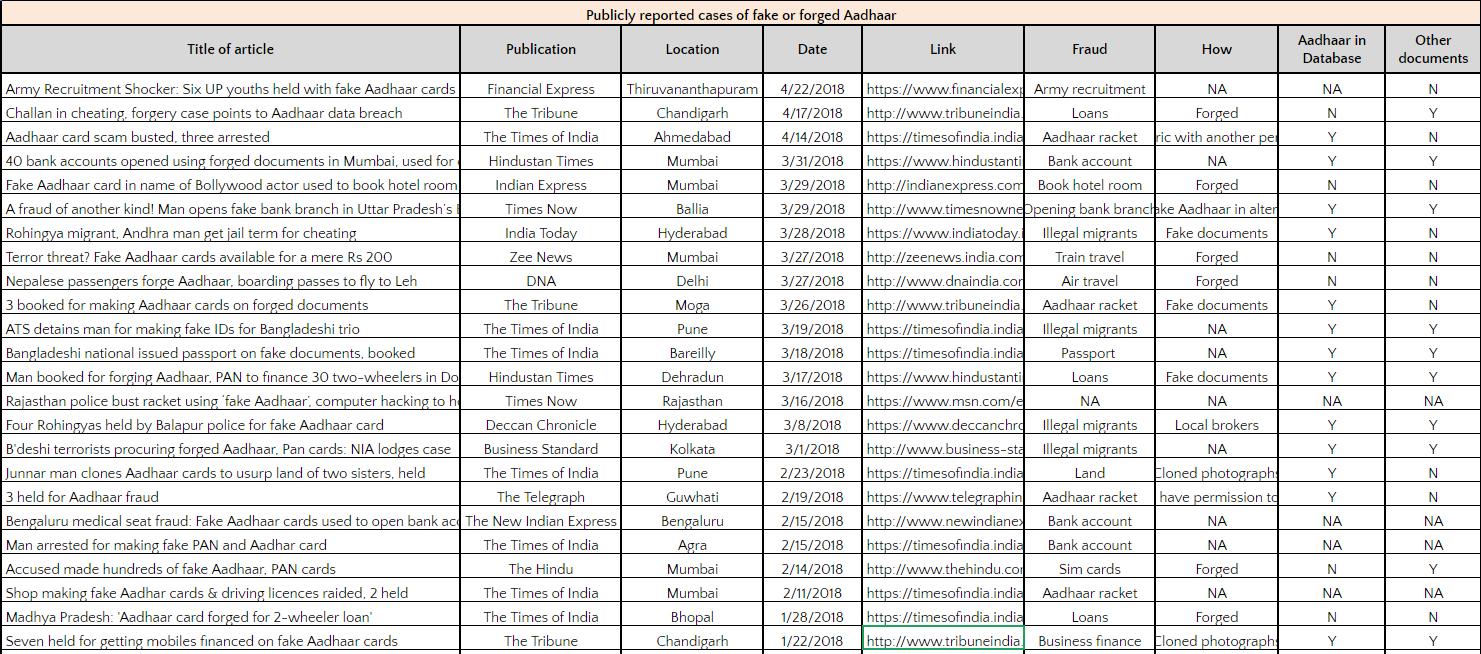 Publicly reported cases of fake or forged Aadhaar
Title of article Publication Location Date Link Fraud How Aadhaar in Database Other documents
Army Recruitment Shocker: Six UP youths held with fake Aadhaar cards Financial Express Thiruvananthapuram 4/22/2018 https://www.financialexp Army recruitment NA NA N
Challan in cheating, forgery case points to Aadhaar data breach The Tribune Chandigarh 4/17/2018 http://www.tribuneindia. Loans Forged N Y
Aadhaar card scam busted, three arrested The Times of India Ahmedabad 4/14/2018 https://timesofindia.india Aadhaar racket ric with another per Y N
40 bank accounts opened using forged documents in Mumbai, used for Hindustan Times Mumbai 3/31/2018 https://www.hindustanti Bank account NA Y Y
Fake Aadhaar card in name of Bollywood actor used to book hotel room Indian Express Mumbai 3/29/2018 http://indianexpress.com Book hotel room Forged N N
A fraud of another kind! Man opens fake bank branch in Uttar Pradesh's Times Now Ballia 3/29/2018 http://www.timesnowne Opening bank branch ake Aadhaar in alter Y Y
Rohingya migrant, Andhra man get jail term for cheating India Today Hyderabad 3/28/2018 https://www.indiatoday.i Illegal migrants Fake documents Y N
Terror threat? Fake Aadhaar cards available for a mere Rs 200 Zee News Mumbai 3/27/2018 http://zeenews.india.com Train travel Forged N N
Nepalese passengers forge Aadhaar, boarding passes to fly to Leh DNA Delhi 3/27/2018 http://www.dnaindia.cor Air travel Forged N N
3 booked for making Aadhaar cards on forged documents The Tribune Moga 3/26/2018 http://www.tribuneindia. Aadhaar racket Fake documents Y N
ATS detains man for making fake IDs for Bangladeshi trio The Times of India Pune 3/19/2018 https://timesofindia.india Illegal migrants NA Y Y
Bangladeshi national issued passport on fake documents, booked The Times of India Bareilly 3/18/2018 https://timesofindia.india Passport NA Y Y
Man booked for forging Aadhaar, PAN to finance 30 two-wheelers in Do Hindustan Times Dehradun 3/17/2018 https://www.hindustanti Loans Fake documents Y Y
Rajasthan police bust racket using 'fake Aadhaar', computer hacking to he Times Now Rajasthan 3/16/2018 https://www.msn.com/e NA NA NA NA
Four Rohingyas held by Balapur police for fake Aadhaar card Deccan Chronicle Hyderabad 3/8/2018 https://www.deccanchro Illegal migrants Local brokers Y Y
B'deshi terrorists procuring forged Aadhaar, Pan cards: NIA lodges case Business Standard Kolkata 3/1/2018 http://www.business-sta Illegal migrants NA Y Y
Junnar man clones Aadhaar cards to usurp land of two sisters, held The Times of India Pune 2/23/2018 https://timesofindia.india Land Cloned photographs Y N
3 held for Aadhaar fraud The Telegraph Guwhati 2/19/2018 https://www.telegraphin Aadhaar racket have permission to Y N
Bengaluru medical seat fraud: Fake Aadhaar cards used to open bank acc The New Indian Express Bengaluru 2/15/2018 http://www.newindianex Bank account NA NA NA
Man arrested for making fake PAN and Aadhar card The Times of India Agra 2/15/2018 https://timesofindia.india Bank account NA NA NA
Accused made hundreds of fake Aadhaar, PAN cards The Hindu Mumbai 2/14/2018 http://www.thehindu.cor Sim cards Forged N Y
Shop making fake Aadhar cards & driving licences raided, 2 held The Times of India Mumbai 2/11/2018 https://timesofindia.india Aadhaar racket NA NA NA
Madhya Pradesh: 'Aadhaar card forged for 2-wheeler loan' The Times of India Bhopal 1/28/2018 https://timesofindia.india Loans Forged N N
Seven held for getting mobiles financed on fake Aadhaar cards The Tribune Chandigarh 1/22/2018 http://www.tribuneindia. Business finance Cloned photographs Y Y